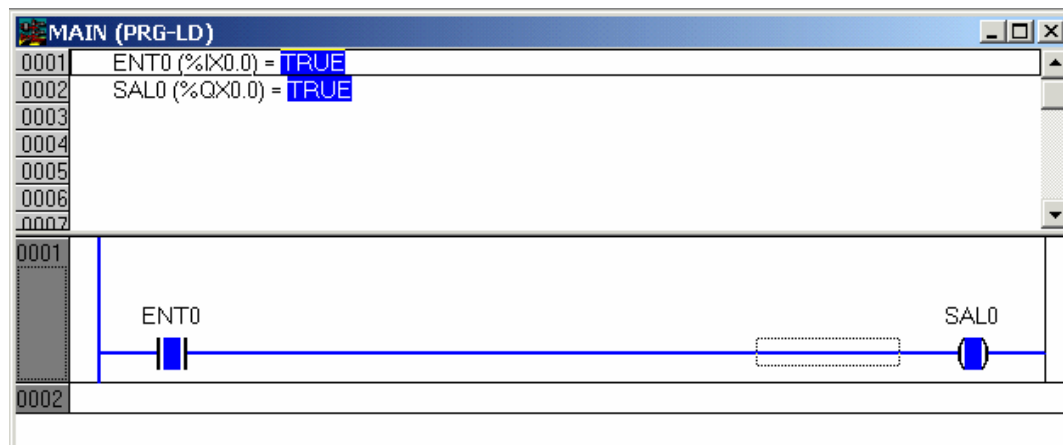 MAIN (PRG-LD)
0001 ENT0 (%IX0.0) = TRUE
0002 SAL0 (%QX0.0) = TRUE
0003
0004
0005
0006
0007
0001
ENT0 SAL0
0002